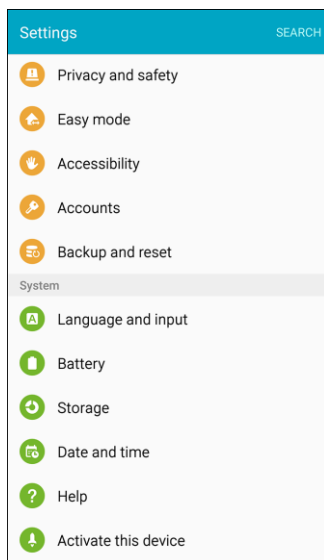 Settings SEARCH
Privacy and safety
Easy mode
Accessibility
Accounts
Backup and reset
System
Language and input
Battery
Storage
Date and time
Help
Activate this device